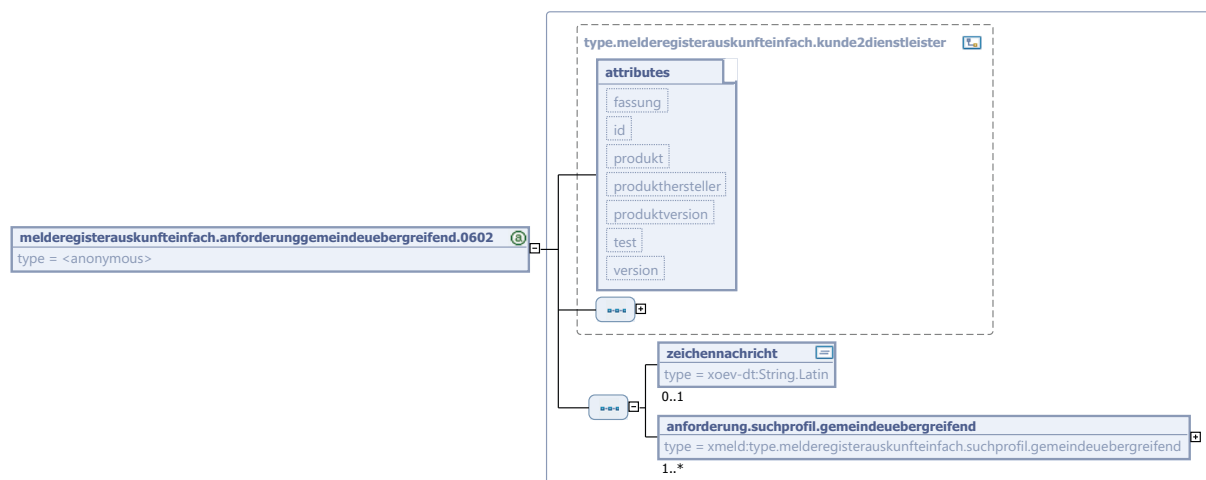 type.melderegisterauskunfteinfach.kunde2dienstleister
attributes
fassung
id
produkt
produkthersteller
produktversion
test
version
melderegisterauskunfteinfach.anforderunggemeindeuebergreifend.0602 a
type = <anonymous>
zeichennachricht
type = xoev-dt:String.Latin
0..1
anforderung.suchprofil.gemeindeuebergreifend
type = xmeld:type.melderegisterauskunfteinfach.suchprofil.gemeindeuebergreifend
1..*